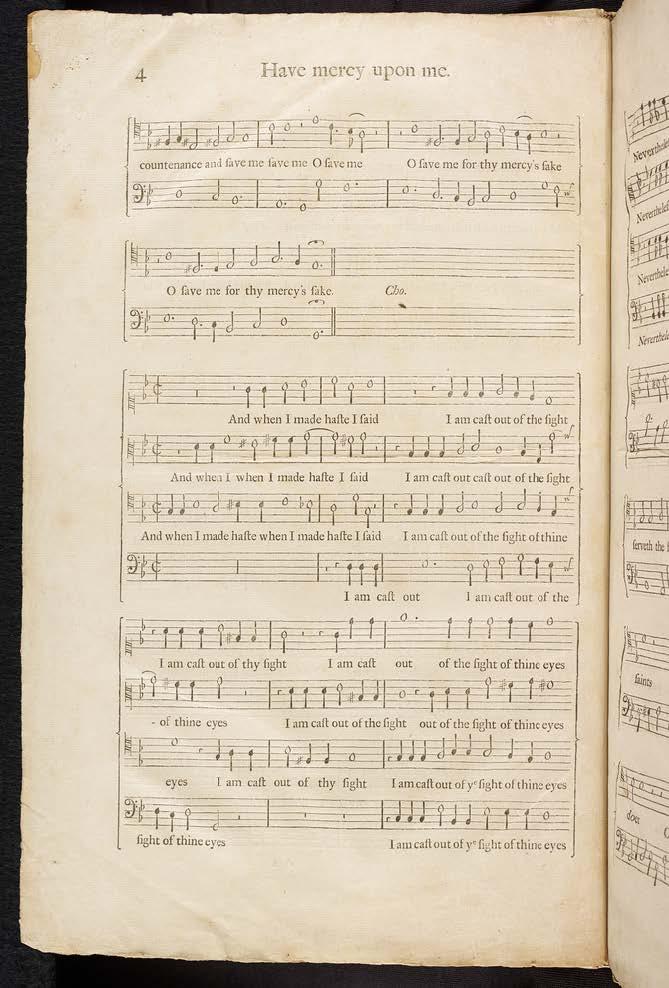 4
Have mercy upon me.
countenance and ſave me ſave me O ſave me O ſave me for thy mercy's ſake
O ſave me for thy mercy's ſake. Cho.
And when I made haſte I ſaid I am caſt out of the ſight
And when I when I made haſte I ſaid I am caſt out caſt out of the ſight
And when I made haſte when I made haſte I ſaid I am caſt out of the ſight of thine
I am caſt out I am caſt out of the
I am caſt out of thy ſight I am caſt out of the ſight of thine eyes
- of thine eyes I am caſt out of the ſight out of the ſight of thine eyes
eyes I am caſt out of thy ſight I am caſt out of yᵉ ſight of thine eyes
ſight of thine eyes I am caſt out of yᵉ ſight of thine eyes
ſerveth the
ſaints
doer